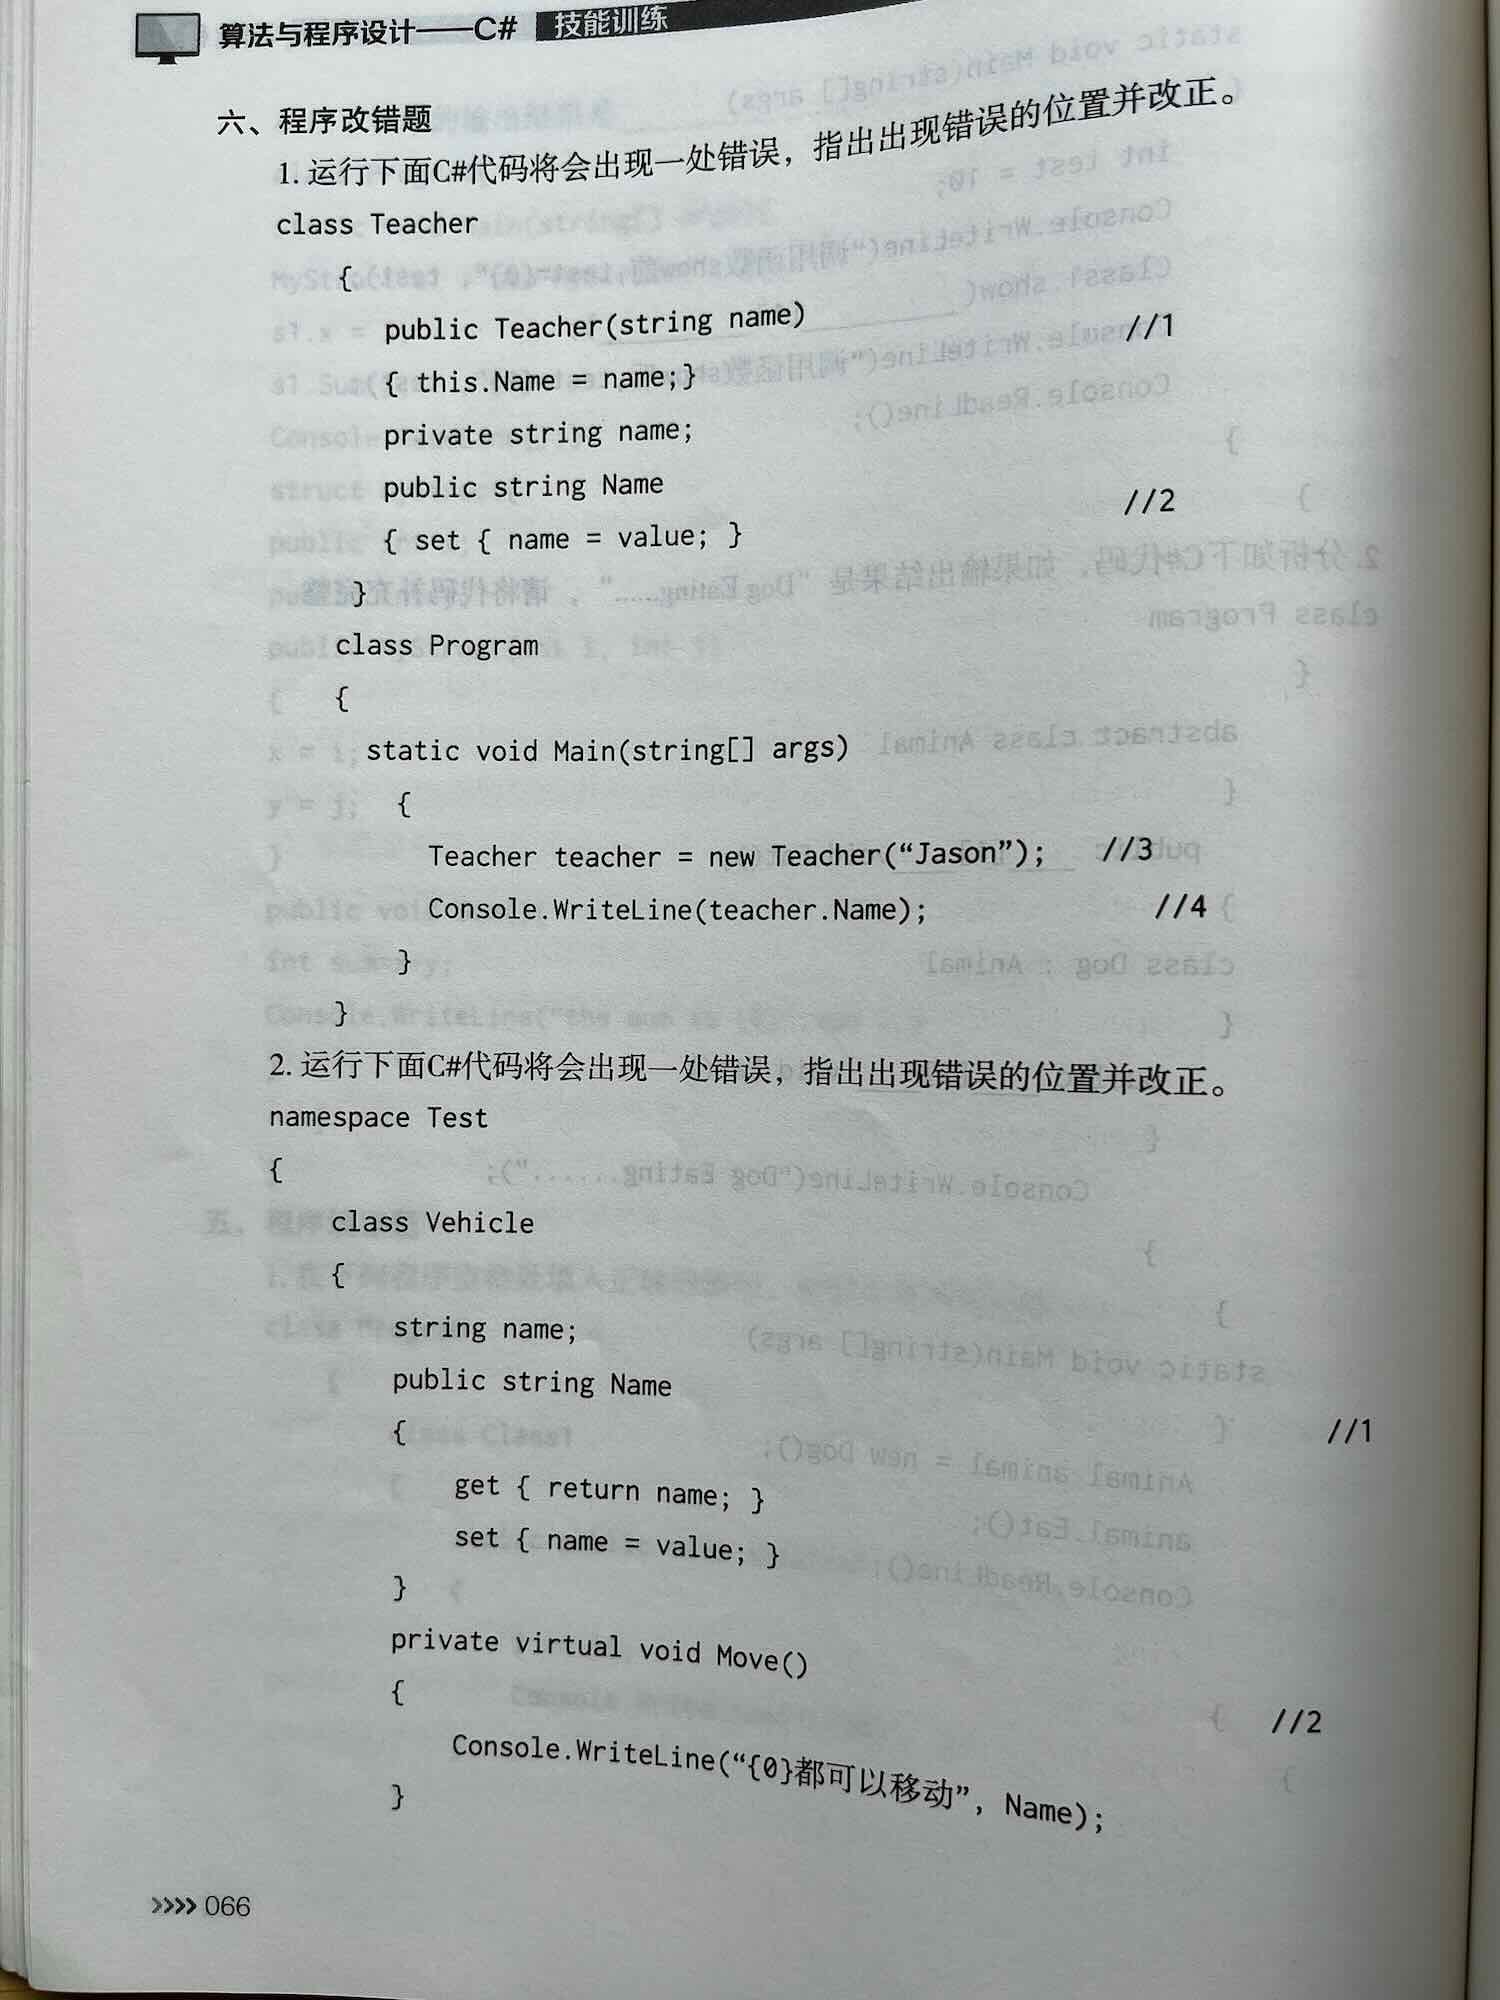 算法与程序设计——C# 技能训练
六、程序改错题
1. 运行下面C#代码将会出现一处错误，指出出现错误的位置并改正。
class Teacher
{
public Teacher(string name) //1
{ this.Name = name;}
private string name;
public string Name //2
{ set { name = value; }
}
class Program
{
static void Main(string[] args)
{
Teacher teacher = new Teacher(“Jason”); //3
Console.WriteLine(teacher.Name); //4
}
}
2. 运行下面C#代码将会出现一处错误，指出出现错误的位置并改正。
namespace Test
{
class Vehicle
{
string name;
public string Name
{ //1
get { return name; }
set { name = value; }
}
private virtual void Move()
{ //2
Console.WriteLine(“{0}都可以移动”, Name);
}
»»066